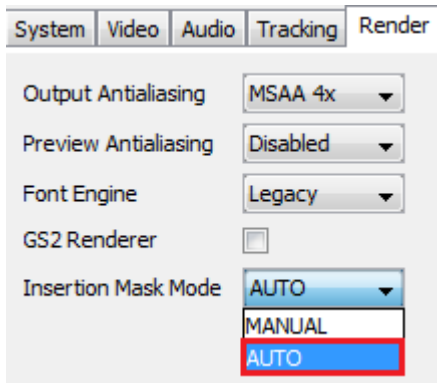 System Video Audio Tracking Render
Output Antialiasing MSAA 4x
Preview Antialiasing Disabled
Font Engine Legacy
GS2 Renderer
Insertion Mask Mode AUTO
MANUAL
AUTO